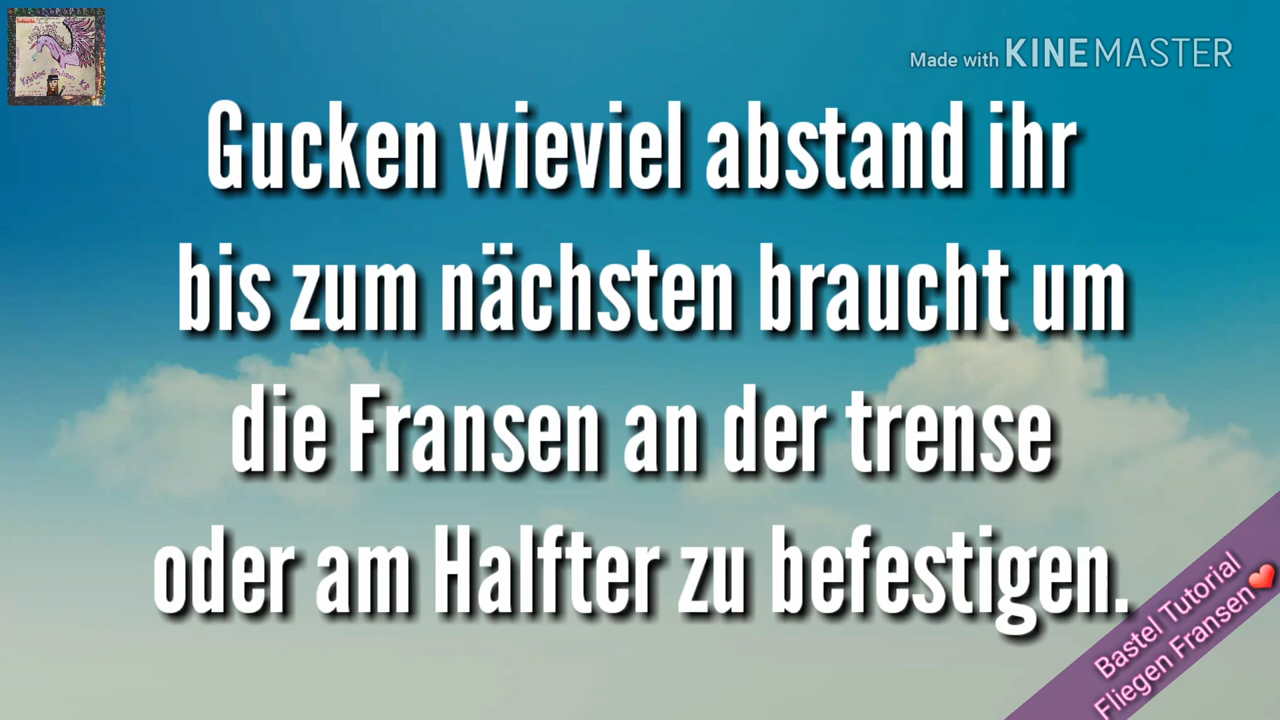 Made with KINEMASTER
Gucken wieviel abstand ihr
bis zum nächsten braucht um
die Fransen an der trense
oder am Halfter zu befestigen.
Bastel Tutorial
Fliegen Fransen❤